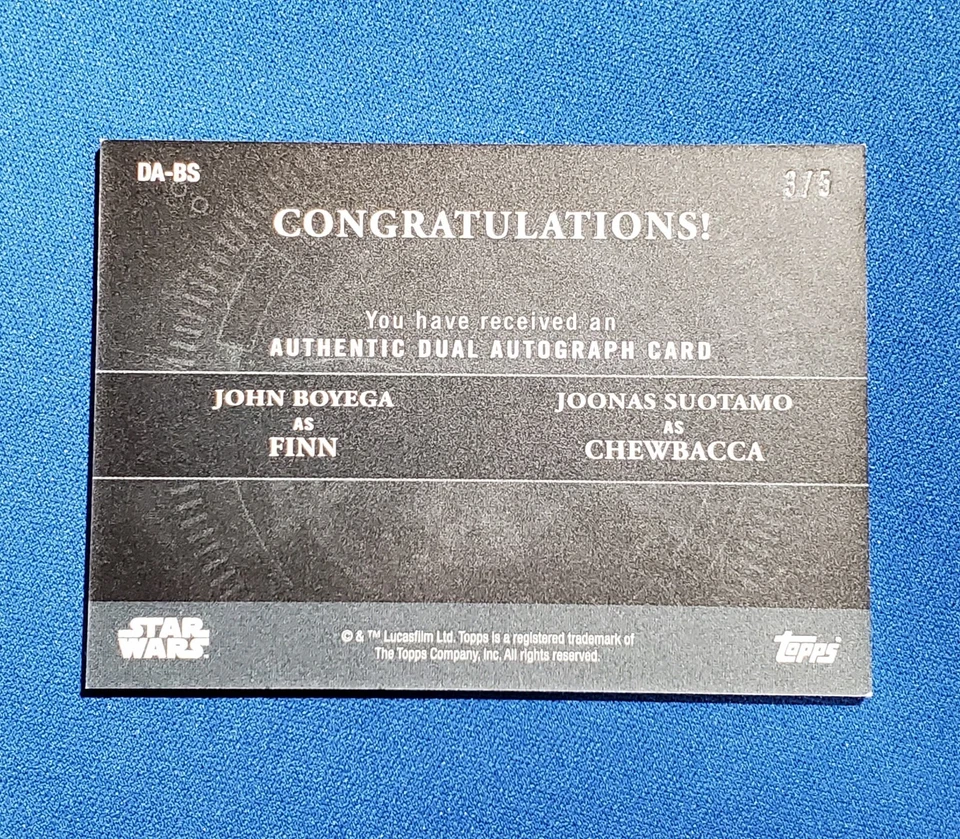 DA-BS
3/5
CONGRATULATIONS!
You have received an
AUTHENTIC DUAL AUTOGRAPH CARD
JOHN BOYEGA
AS
FINN
JOONAS SUOTAMO
AS
CHEWBACCA
STAR
WARS
© & ™ Lucasfilm Ltd. Topps is a registered trademark of
The Topps Company, Inc. All rights reserved.
topps